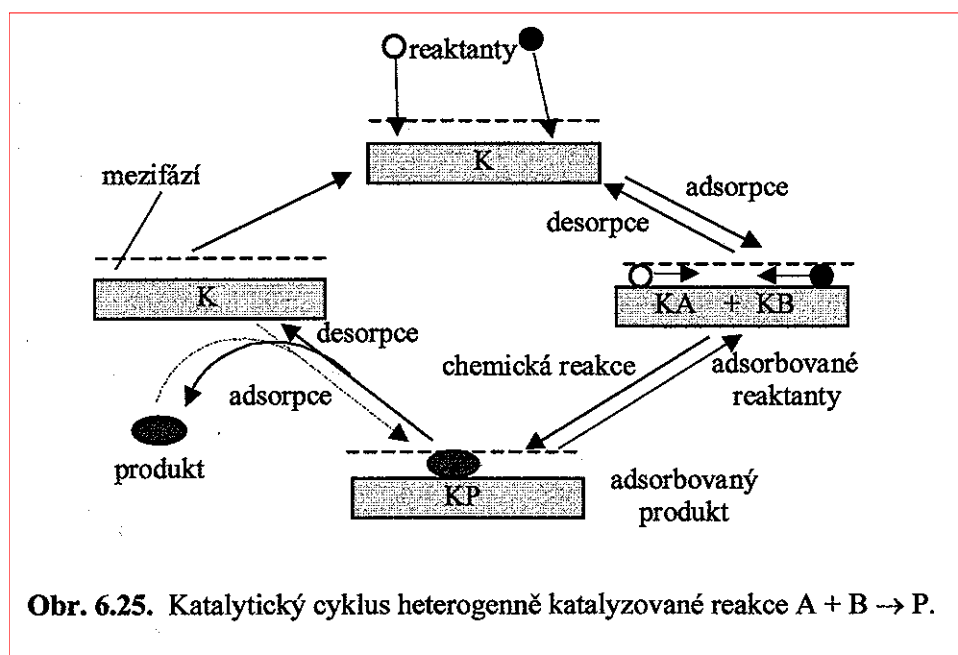 reaktanty
K
mezifází
adsorpce
desorpce
K
KA + KB
desorpce
chemická reakce
adsorbované
reaktanty
adsorpce
produkt
KP
adsorbovaný
produkt
Obr. 6.25. Katalytický cyklus heterogenně katalyzované reakce A + B → P.